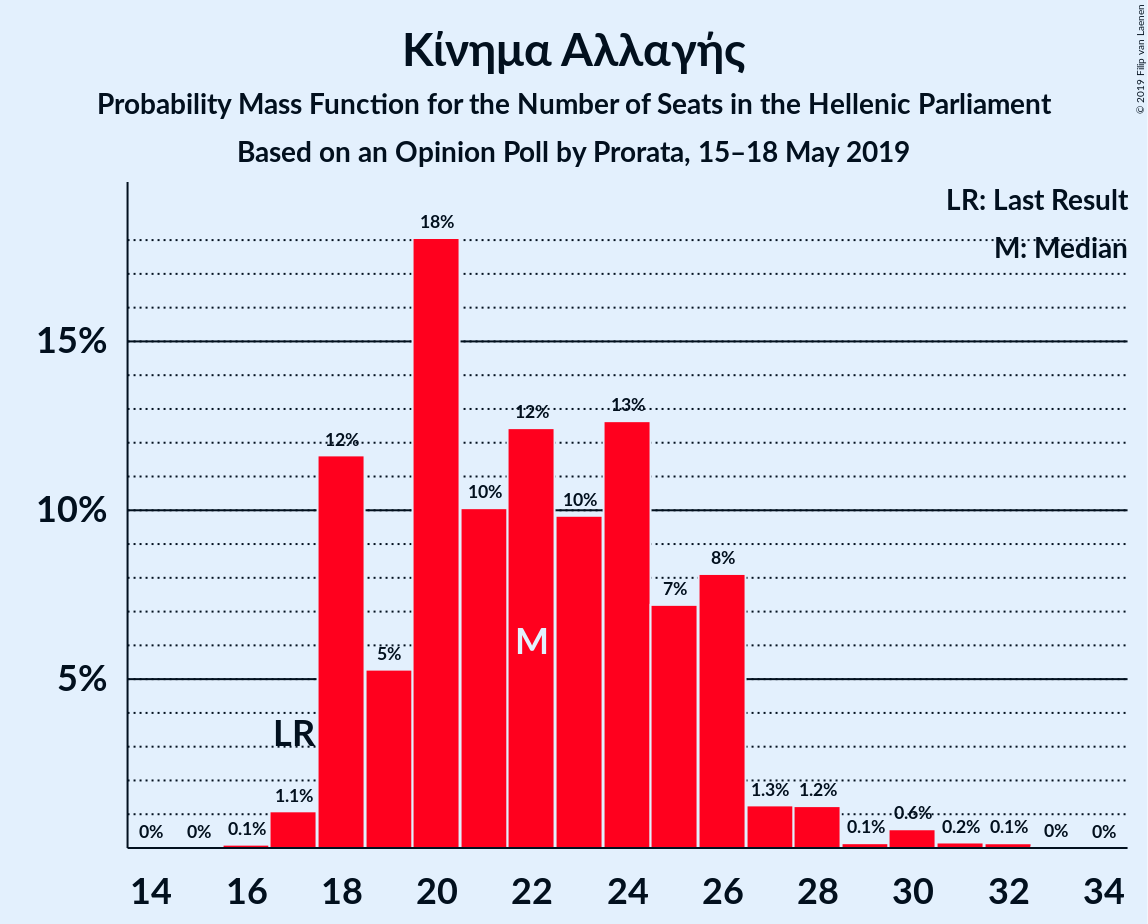 Κίνημα Αλλαγής
Probability Mass Function for the Number of Seats in the Hellenic Parliament
Based on an Opinion Poll by Prorata, 15–18 May 2019
© 2019 Filip van Laenen
LR: Last Result
M: Median
15%
10%
5%
0%
0%
0.1%
1.1%
12%
5%
18%
10%
12%
10%
13%
7%
8%
1.3%
1.2%
0.1%
0.6%
0.2%
0.1%
0%
0%
LR
M
14 16 18 20 22 24 26 28 30 32 34